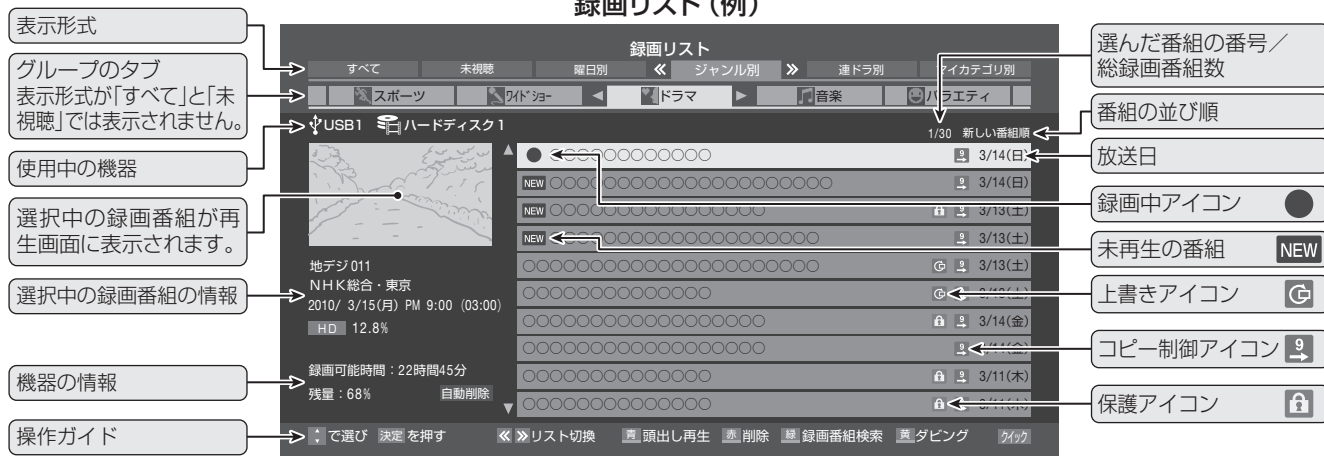 録画リスト（例）
表示形式
グループのタブ
表示形式が「すべて」と「未
視聴」では表示されません。
使用中の機器
選択中の録画番組が再
生画面に表示されます。
選択中の録画番組の情報
機器の情報
操作ガイド
録画リスト
すべて 未視聴 曜日別 ≪ ジャンル別 ≫ 連ドラ別 マイカテゴリ別
スポーツ ワイドショー ◀ ドラマ ▶ 音楽 バラエティ
USB1 ハードディスク1
1/30 新しい番組順
● ○○○○○○○○○○○○ 9 3/14(日)
NEW ○○○○○○○○○○○○○○○○○○○○○ 9 3/14(日)
NEW ○○○○○○○○○○○○○○○○ 9 3/13(土)
NEW ○○○○○○○○○○○○○○○○○○○○ 9 3/13(土)
○○○○○○○○○○○○○○○○○○○○○○ G 9 3/13(土)
○○○○○○○○○○○○○○ G
○○○○○○○○○○○○○○○○○○ 9 3/14(金)
○○○○○○○○○○○○○○○○○○ 9
○○○○○○○○○○○○○○ 9 3/11(木)
○○○○○○○○○○○○○○
地デジ 011
NHK総合・東京
2010/ 3/15(月) PM 9:00 (03:00)
HD 12.8%
録画可能時間：22時間45分
残量：68% 自動削除
で選び 決定 を押す ≪ ≫リスト切換 青 頭出し再生 赤 削除 緑 録画番組検索 黄 ダビング クイック
選んだ番組の番号／
総録画番組数
番組の並び順
放送日
録画中アイコン ●
未再生の番組 NEW
上書きアイコン G
コピー制御アイコン 9
保護アイコン